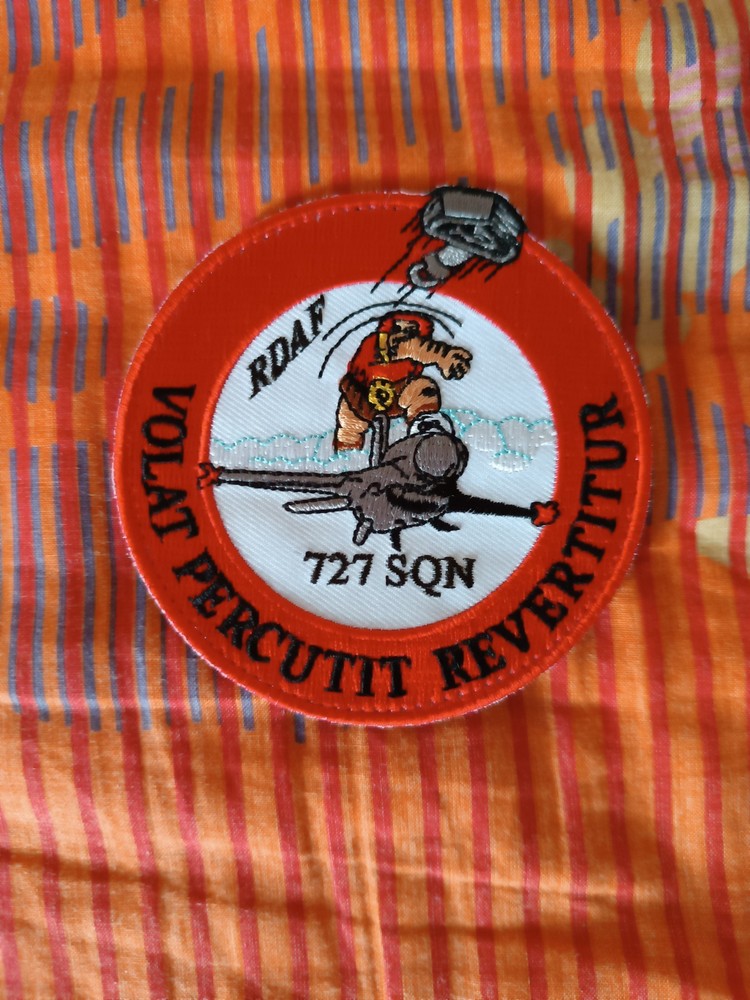 RDAF
727 SQN
VOLAT PERCUTIT REVERTITUR